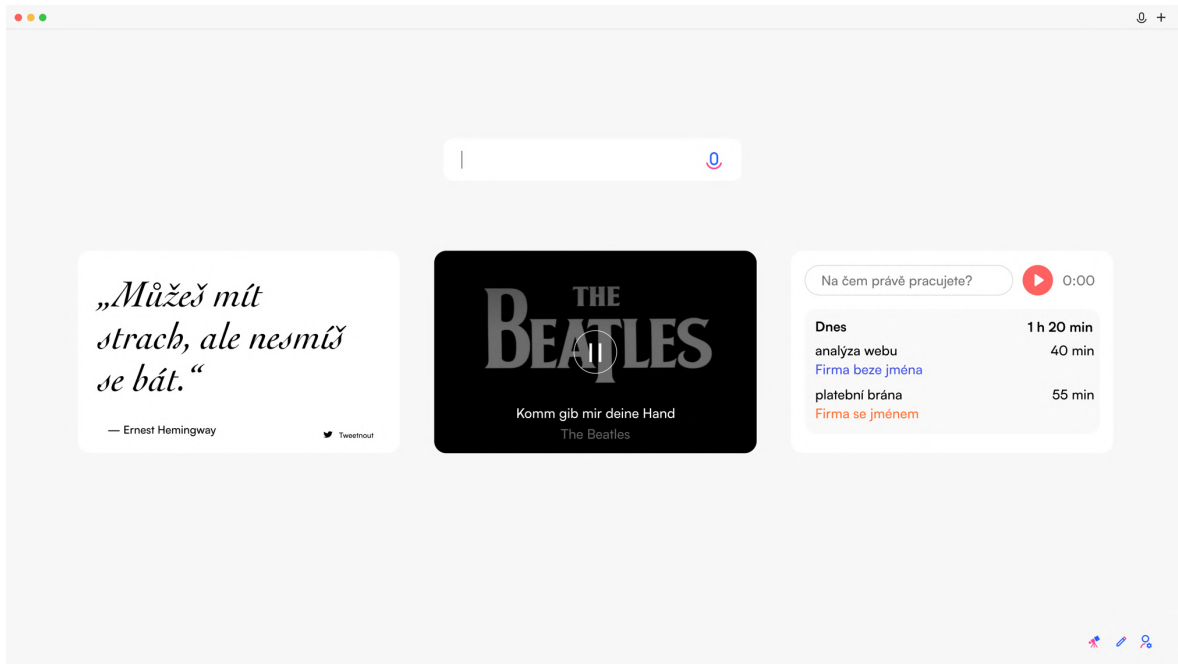 „Můžeš mít
strach, ale nesmíš
se bát.“
— Ernest Hemingway
Tweetnout
THE
BEATLES
Komm gib mir deine Hand
The Beatles
Na čem právě pracujete?
0:00
Dnes
1 h 20 min
analýza webu
40 min
Firma beze jména
platební brána
55 min
Firma se jménem